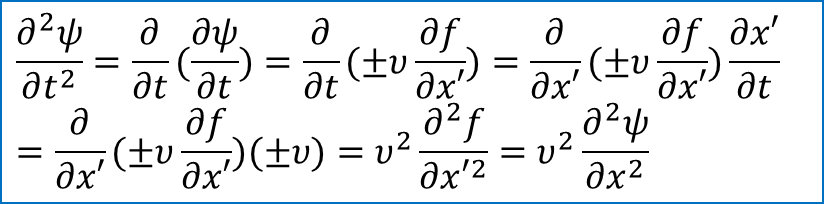 ∂²ψ/∂t² = ∂/∂t (∂ψ/∂t) = ∂/∂t (±υ ∂f/∂x′) = ∂/∂x′ (±υ ∂f/∂x′) ∂x′/∂t
= ∂/∂x′ (±υ ∂f/∂x′)(±υ) = υ² ∂²f/∂x′² = υ² ∂²ψ/∂x²